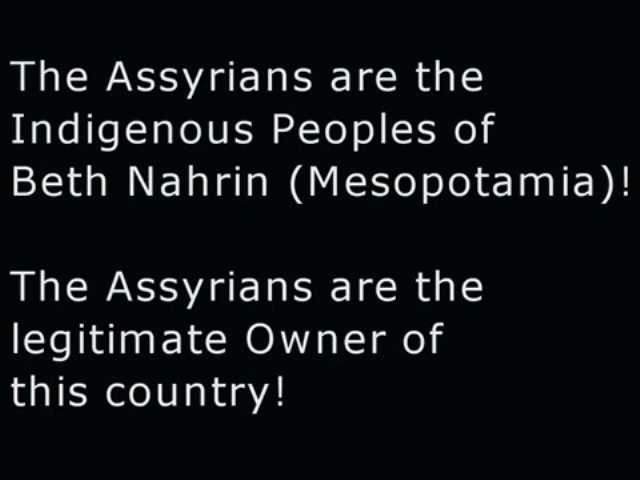 The Assyrians are the
Indigenous Peoples of
Beth Nahrin (Mesopotamia)!
The Assyrians are the
legitimate Owner of
this country!